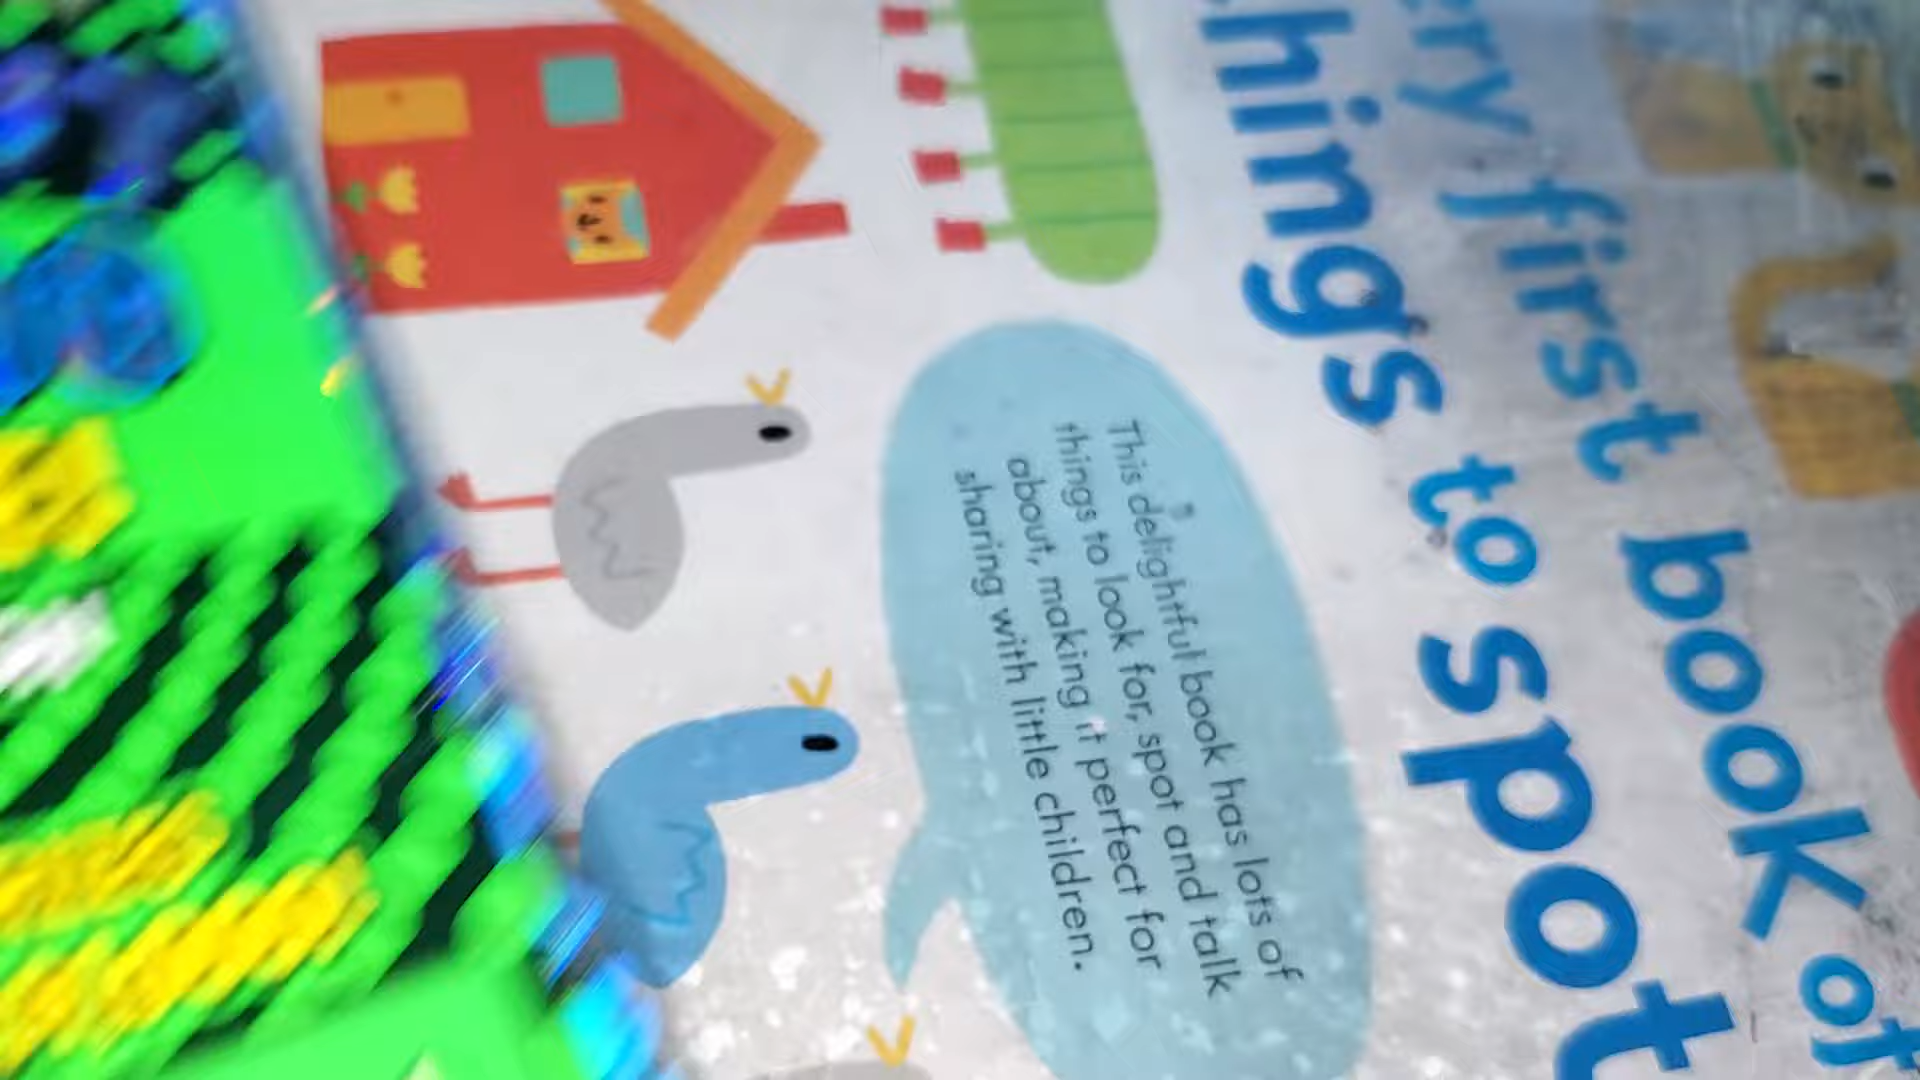 first book of
things to spot
This delightful book has lots of
things to look for, spot and talk
about, making it perfect for
sharing with little children.